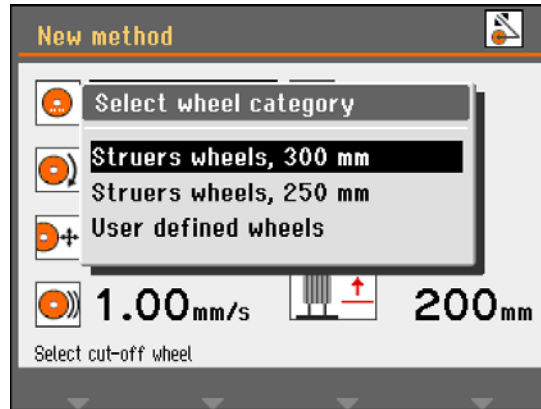 New method
Select wheel category
Struers wheels, 300 mm
Struers wheels, 250 mm
User defined wheels
1.00mm/s
200mm
Select cut-off wheel